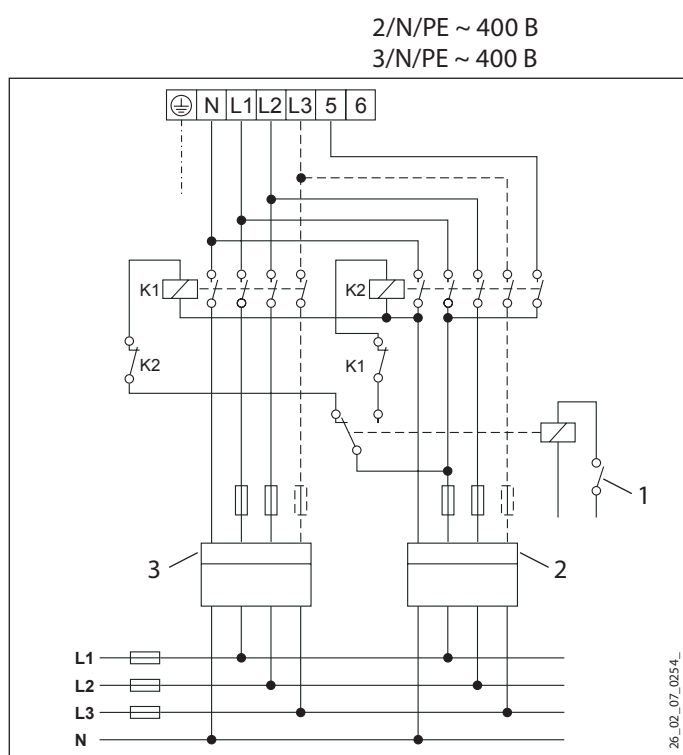 2/N/PE ~ 400 В
3/N/PE ~ 400 В
N L1 L2 L3 5 6
K1 K2
K2 K1
1
3 2
L1
L2
L3
N
26_02_07_0254_